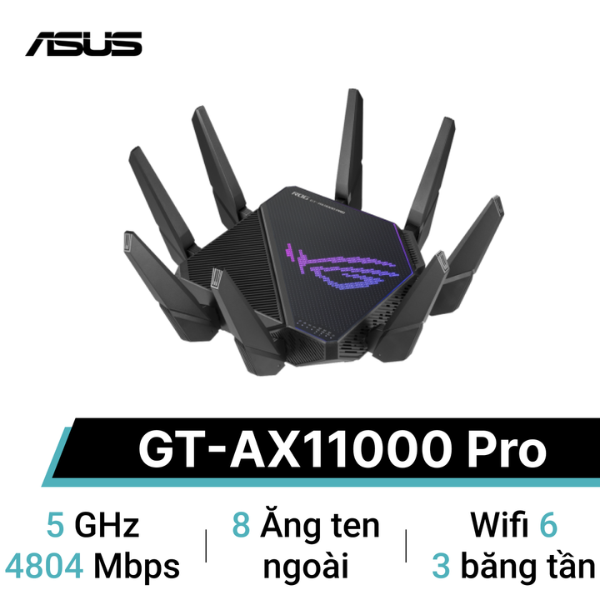 ASUS
GT-AX11000 Pro
5 GHz
4804 Mbps
8 Ăng ten
ngoài
Wifi 6
3 băng tần